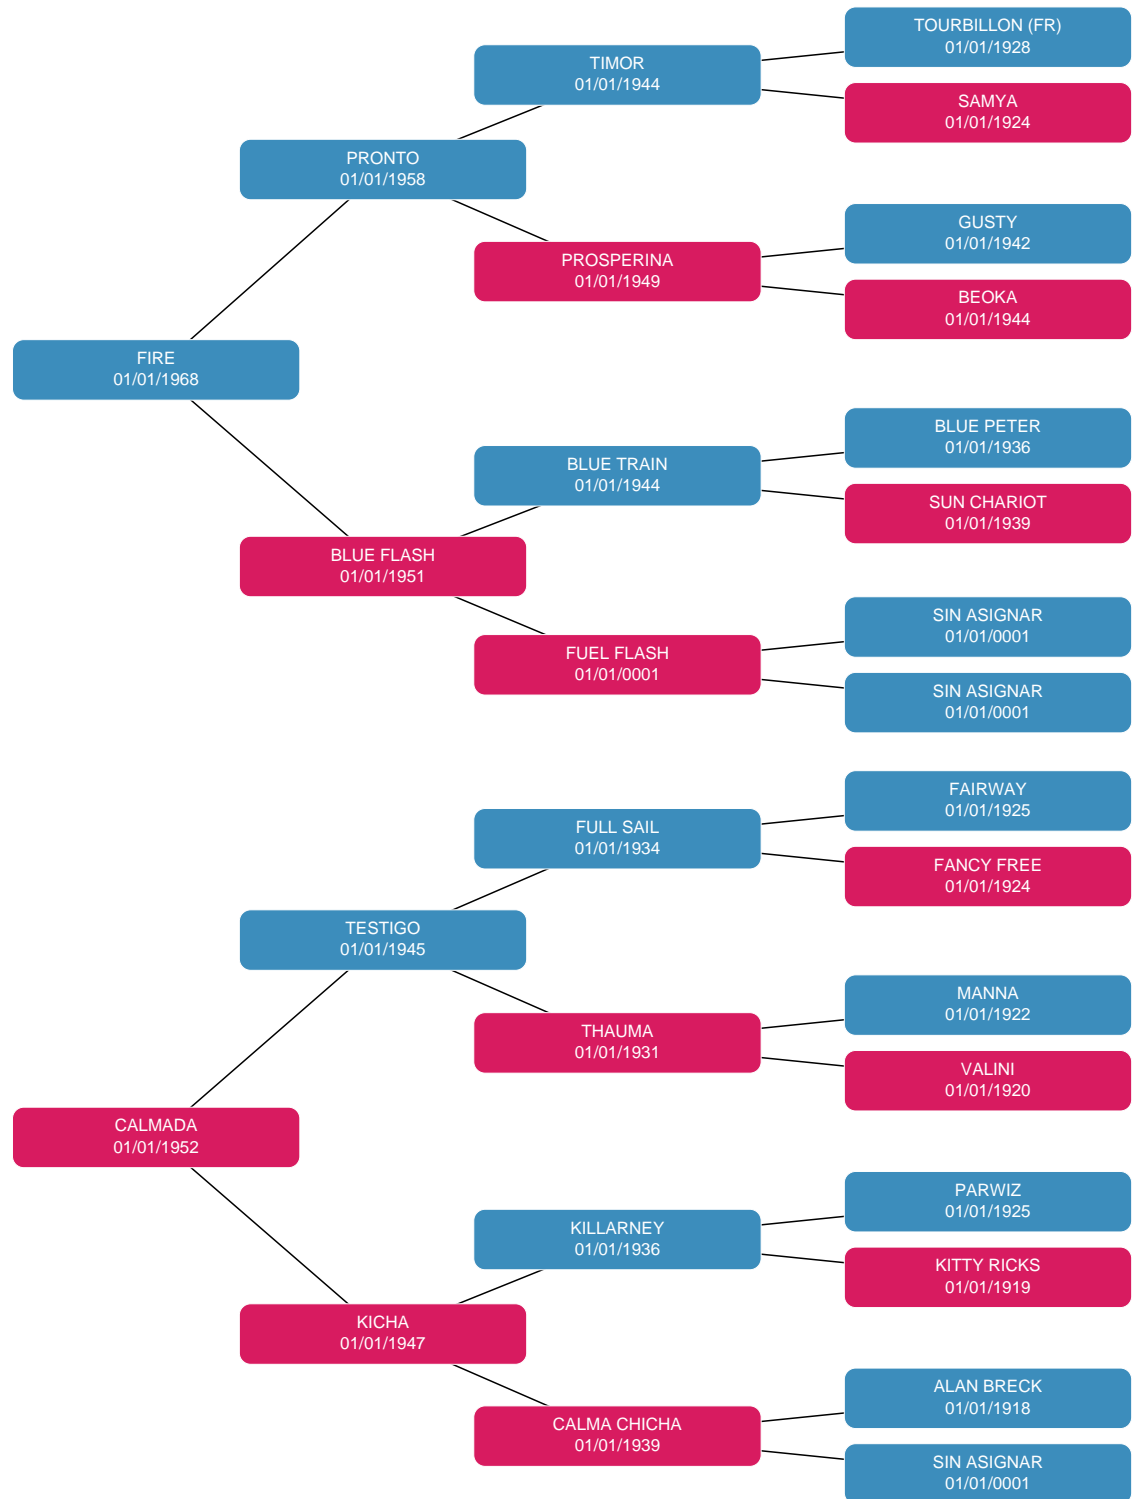 TOURBILLON (FR)
01/01/1928
TIMOR
01/01/1944
SAMYA
01/01/1924
PRONTO
01/01/1958
GUSTY
01/01/1942
PROSPERINA
01/01/1949
BEOKA
01/01/1944
FIRE
01/01/1968
BLUE PETER
01/01/1936
BLUE TRAIN
01/01/1944
SUN CHARIOT
01/01/1939
BLUE FLASH
01/01/1951
SIN ASIGNAR
01/01/0001
FUEL FLASH
01/01/0001
SIN ASIGNAR
01/01/0001
FAIRWAY
01/01/1925
FULL SAIL
01/01/1934
FANCY FREE
01/01/1924
TESTIGO
01/01/1945
MANNA
01/01/1922
THAUMA
01/01/1931
VALINI
01/01/1920
CALMADA
01/01/1952
PARWIZ
01/01/1925
KILLARNEY
01/01/1936
KITTY RICKS
01/01/1919
KICHA
01/01/1947
ALAN BRECK
01/01/1918
CALMA CHICHA
01/01/1939
SIN ASIGNAR
01/01/0001